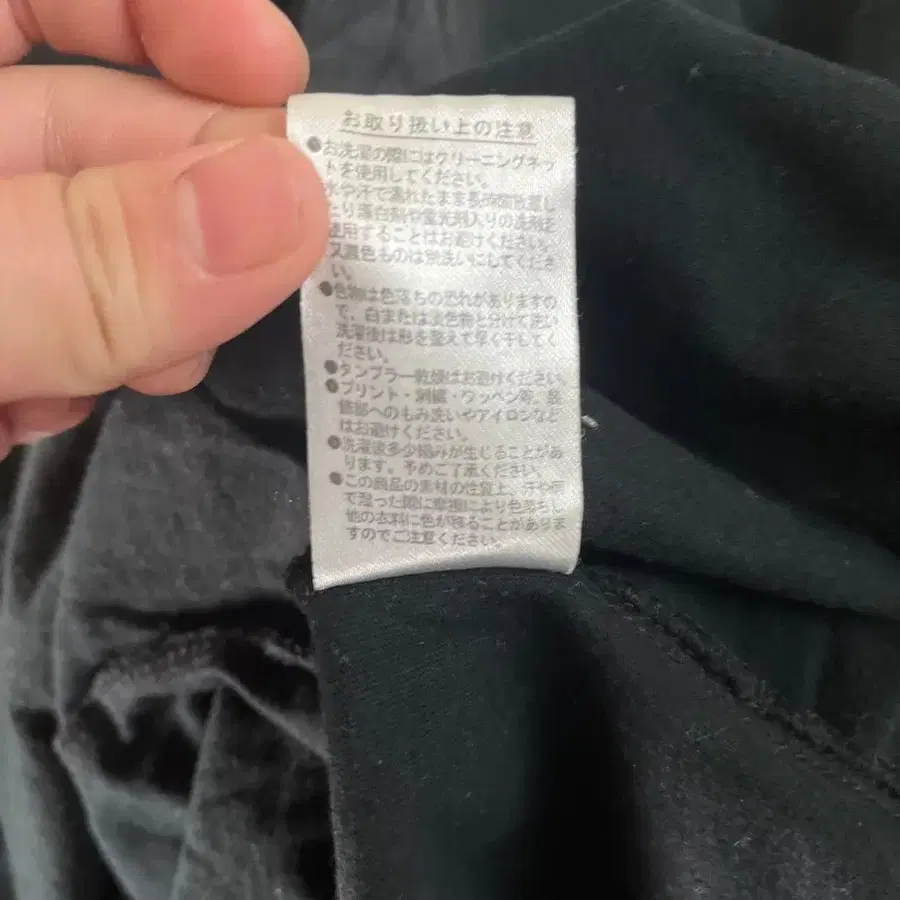 お取り扱い上の注意
●お洗濯の際にはクリーニングネッ
トを使用してください。
水や汗で濡れたまま長時間放置し
たり漂白剤や蛍光剤入りの洗剤を
使用することはお避けください。
又濃色ものは別洗いにしてくださ
い。
●色物は色落ちの恐れがありますの
で、白または淡色物と分けて洗い
洗濯後は形を整えて早く干してく
ださい。
●タンブラー乾燥はお避けください。
●プリント・刺繍・ワッペン等、装
飾部へのもみ洗いやアイロンなど
はお避けください。
●洗濯後多少縮みが生じることがあ
ります。予めご了承ください。
●この商品の素材の性質上、汗や雨
で湿った際に摩擦により色落ちし
他の衣料に色が移ることがありま
すのでご注意ください。